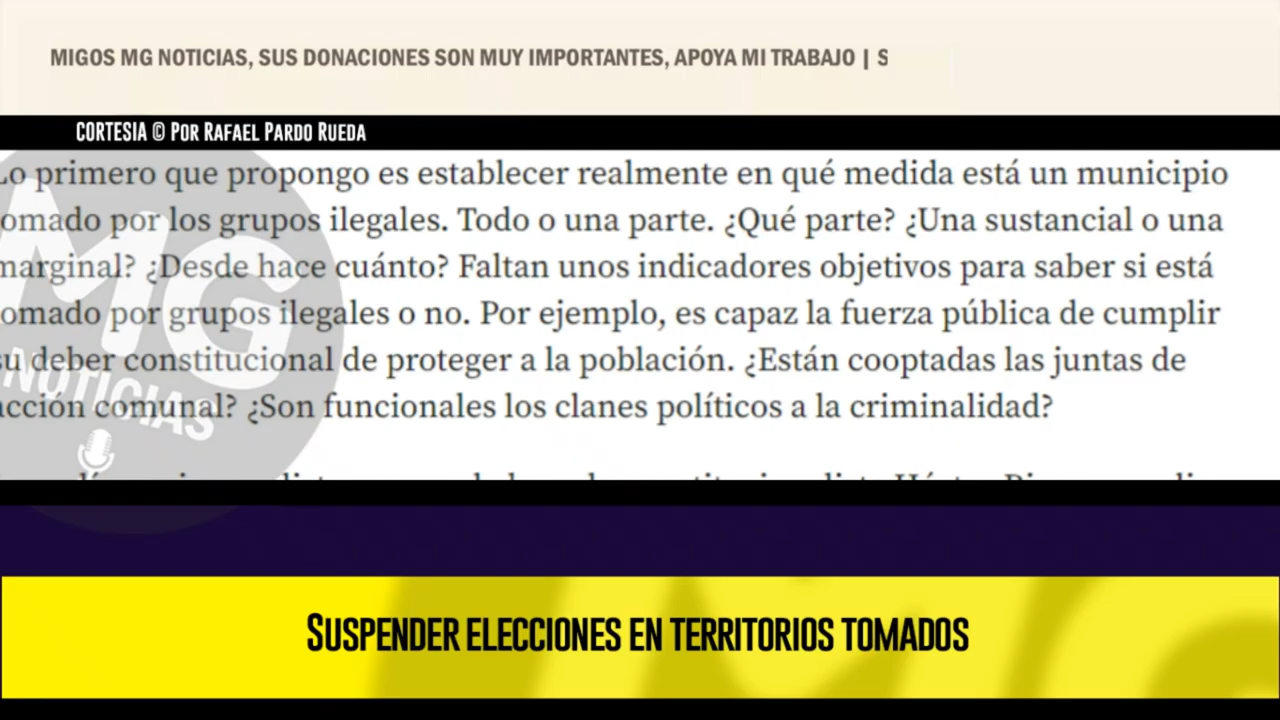 MIGOS MG NOTICIAS, SUS DONACIONES SON MUY IMPORTANTES, APOYA MI TRABAJO | S
CORTESIA © POR RAFAEL PARDO RUEDA
Lo primero que propongo es establecer realmente en qué medida está un municipio
omado por los grupos ilegales. Todo o una parte. ¿Qué parte? ¿Una sustancial o una
marginal? ¿Desde hace cuánto? Faltan unos indicadores objetivos para saber si está
omado por grupos ilegales o no. Por ejemplo, es capaz la fuerza pública de cumplir
su deber constitucional de proteger a la población. ¿Están cooptadas las juntas de
acción comunal? ¿Son funcionales los clanes políticos a la criminalidad?
MG
NOTICIAS
SUSPENDER ELECCIONES EN TERRITORIOS TOMADOS